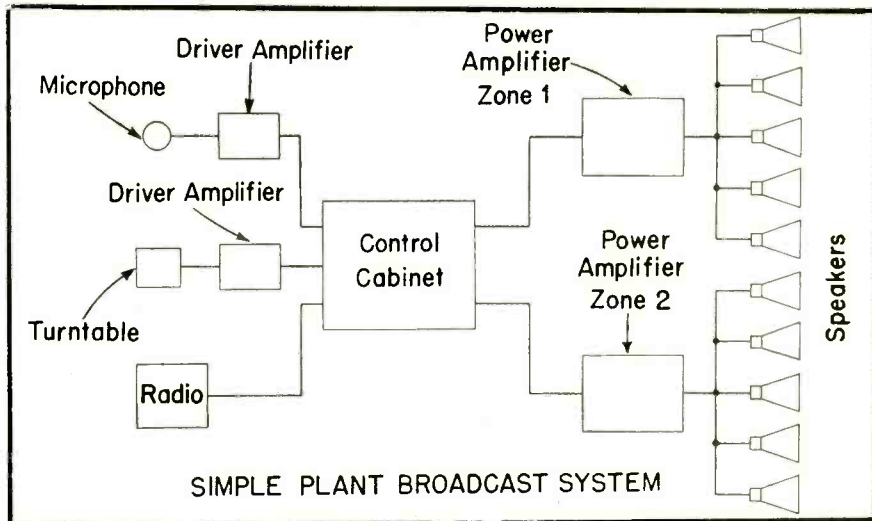 Driver Amplifier
Microphone
Driver Amplifier
Turntable
Radio
Control
Cabinet
Power
Amplifier
Zone 1
Power
Amplifier
Zone 2
Speakers
SIMPLE PLANT BROADCAST SYSTEM